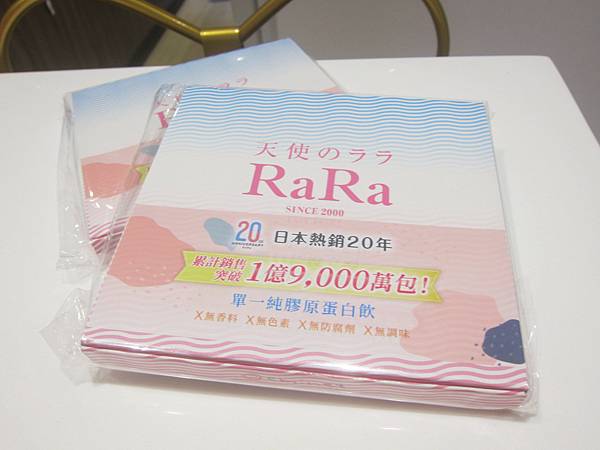 天使のララ
RaRa
SINCE 2000
20th
ANNIVERSARY
日本熱銷20年
累計銷售
突破 1億9,000萬包!
單一純膠原蛋白飲
X無香料 X無色素 X無防腐劑 X無調味